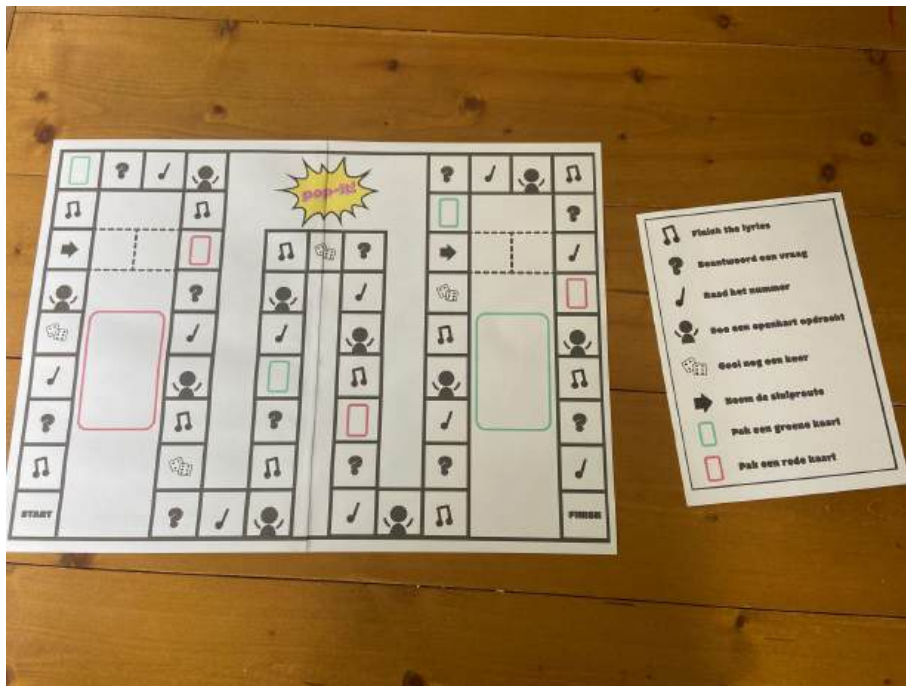 pop-it!
START
FINISH
Finish the lyrics
Beantwoord een vraag
Raad het nummer
Doe een openkart opdracht
Gooi nog een keer
Neem de sluiproute
Pak een groene kaart
Pak een rode kaart